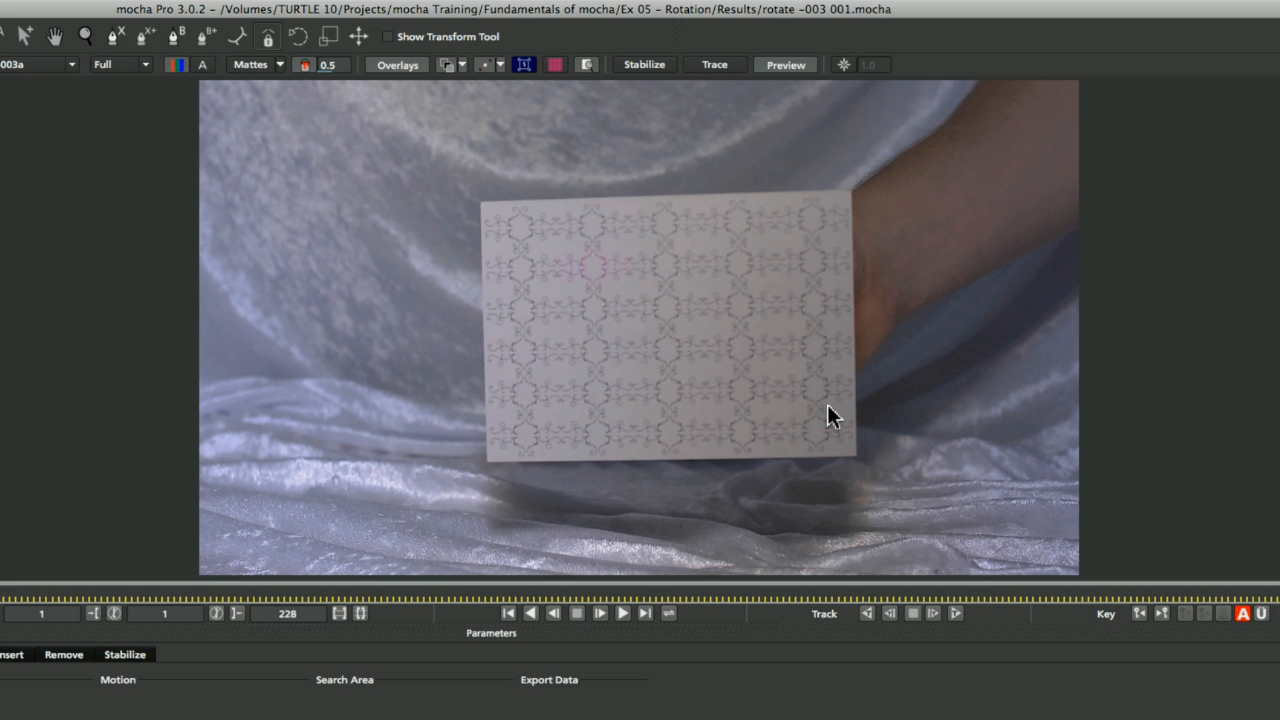 mocha Pro 3.0.2 - /Volumes/TURTLE 10/Projects/mocha Training/Fundamentals of mocha/Ex 05 - Rotation/Results/rotate -003 001.mocha
Show Transform Tool
003a Full A Mattes 0.5 Overlays Stabilize Trace Preview 1.0
1 1 228 Track Key A Ü
Parameters
nsert Remove Stabilize
Motion Search Area Export Data